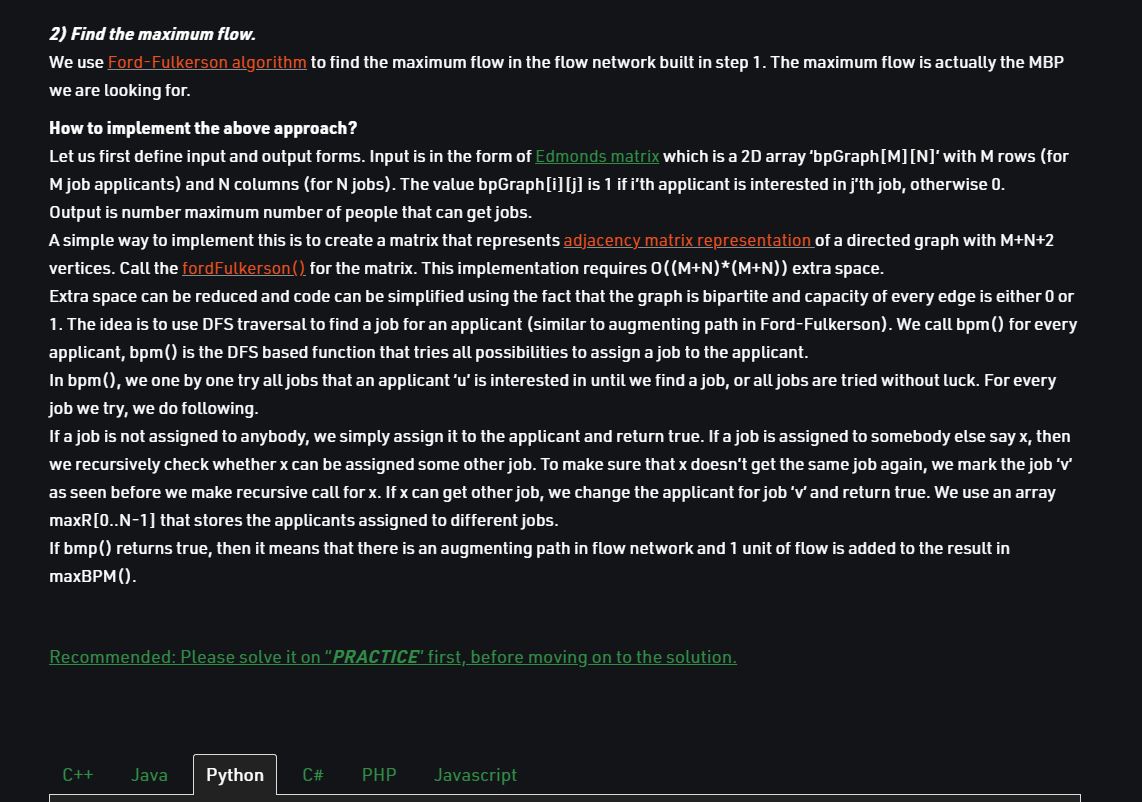 2) Find the maximum flow.
We use Ford-Fulkerson algorithm to find the maximum flow in the flow network built in step 1. The maximum flow is actually the MBP
we are looking for.
How to implement the above approach?
Let us first define input and output forms. Input is in the form of Edmonds matrix which is a 2D array ‘bpGraph[M][N]’ with M rows (for
M job applicants) and N columns (for N jobs). The value bpGraph[i][j] is 1 if i’th applicant is interested in j’th job, otherwise 0.
Output is number maximum number of people that can get jobs.
A simple way to implement this is to create a matrix that represents adjacency matrix representation of a directed graph with M+N+2
vertices. Call the fordFulkerson() for the matrix. This implementation requires O((M+N)*(M+N)) extra space.
Extra space can be reduced and code can be simplified using the fact that the graph is bipartite and capacity of every edge is either 0 or
1. The idea is to use DFS traversal to find a job for an applicant (similar to augmenting path in Ford-Fulkerson). We call bpm() for every
applicant, bpm() is the DFS based function that tries all possibilities to assign a job to the applicant.
In bpm(), we one by one try all jobs that an applicant ‘u’ is interested in until we find a job, or all jobs are tried without luck. For every
job we try, we do following.
If a job is not assigned to anybody, we simply assign it to the applicant and return true. If a job is assigned to somebody else say x, then
we recursively check whether x can be assigned some other job. To make sure that x doesn’t get the same job again, we mark the job ‘v’
as seen before we make recursive call for x. If x can get other job, we change the applicant for job ‘v’ and return true. We use an array
maxR[0..N-1] that stores the applicants assigned to different jobs.
If bmp() returns true, then it means that there is an augmenting path in flow network and 1 unit of flow is added to the result in
maxBPM().
Recommended: Please solve it on “PRACTICE” first, before moving on to the solution.
C++ Java Python C# PHP Javascript